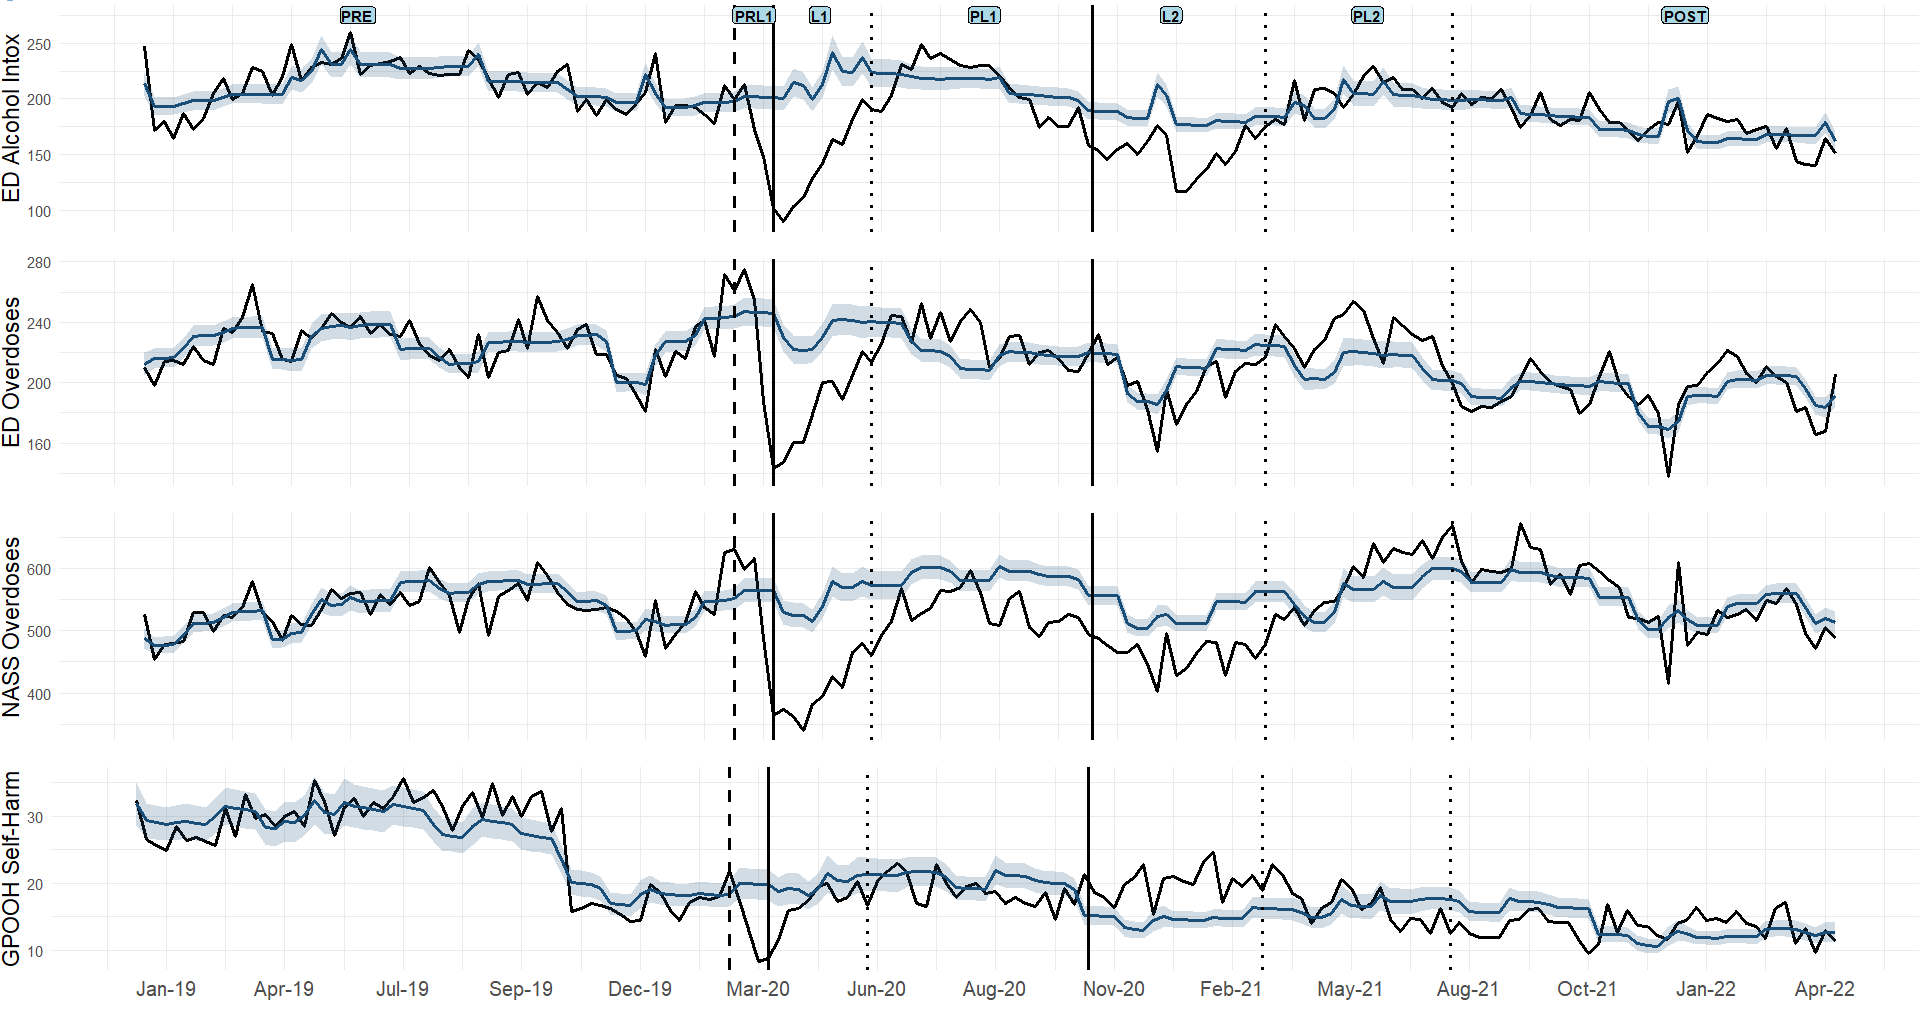 PRE PRL1 L1 PL1 L2 PL2 POST
ED Alcohol Intox
250
200
150
100
ED Overdoses
280
240
200
160
NASS Overdoses
600
500
400
GPOOH Self-Harm
30
20
10
Jan-19 Apr-19 Jul-19 Sep-19 Dec-19 Mar-20 Jun-20 Aug-20 Nov-20 Feb-21 May-21 Aug-21 Oct-21 Jan-22 Apr-22